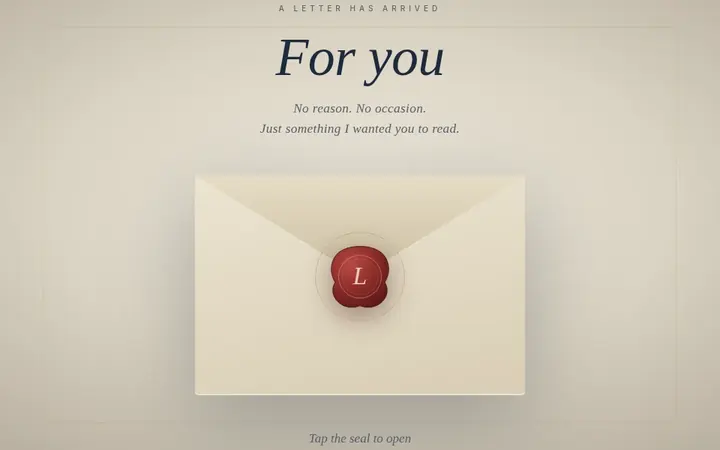 A LETTER HAS ARRIVED
For you
No reason. No occasion.
Just something I wanted you to read.
L
Tap the seal to open